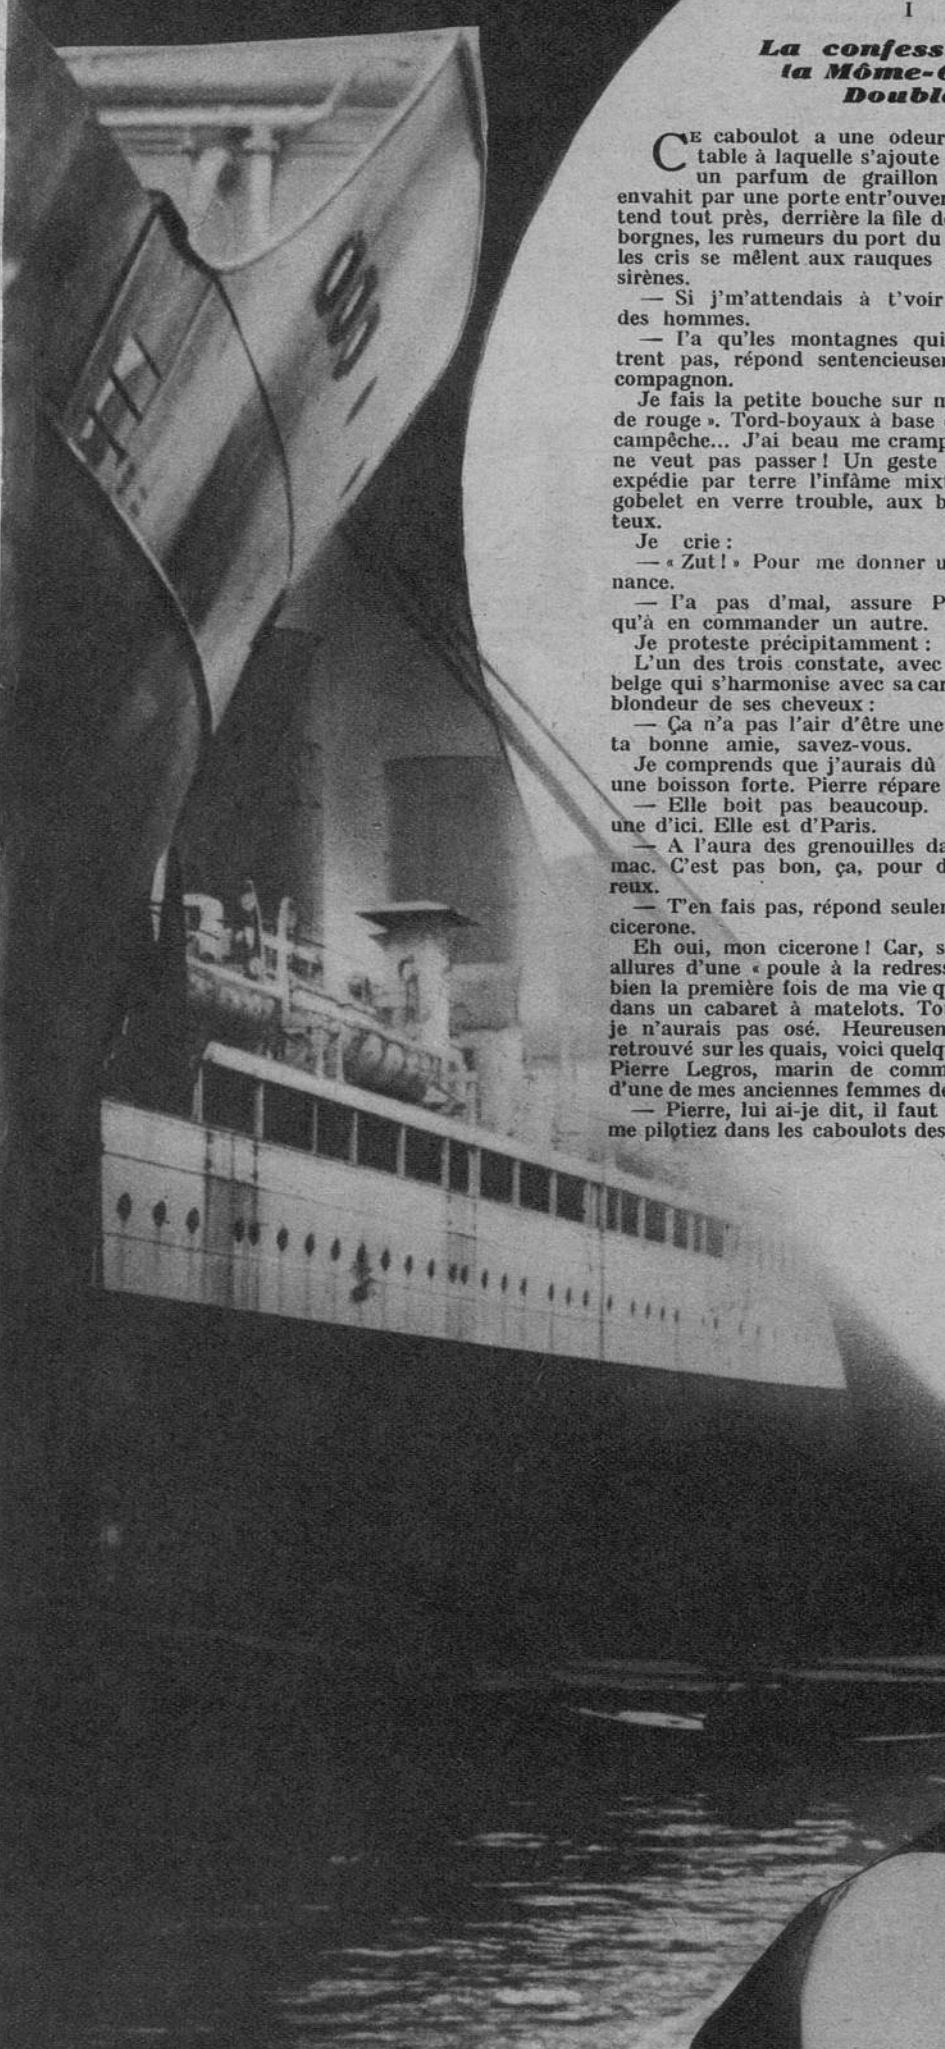 I
La confess
la Môme-
Double
CE caboulot a une odeur
table à laquelle s'ajoute
un parfum de graillon
envahit par une porte entr'ouver
tend tout près, derrière la file d
borgnes, les rumeurs du port du
les cris se mêlent aux rauques
sirènes.
— Si j'm'attendais à t'voir
des hommes.
— I'a qu'les montagnes qui
trent pas, répond sentencieuse
compagnon.
Je fais la petite bouche sur m
de rouge ». Tord-boyaux à base
campêche... J'ai beau me cramp
ne veut pas passer! Un geste
expédie par terre l'infâme mixt
gobelet en verre trouble, aux b
teux.
Je crie :
— « Zut! » Pour me donner u
nance.
— I'a pas d'mal, assure P
qu'à en commander un autre.
Je proteste précipitamment :
L'un des trois constate, avec
belge qui s'harmonise avec sa car
blondeur de ses cheveux :
— Ça n'a pas l'air d'être une
ta bonne amie, savez-vous.
Je comprends que j'aurais dû
une boisson forte. Pierre répare
— Elle boit pas beaucoup.
une d'ici. Elle est d'Paris.
— A l'aura des grenouilles da
mac. C'est pas bon, ça, pour d
reux.
— T'en fais pas, répond seuler
cicerone.
Eh oui, mon cicerone! Car, s
allures d'une « poule à la redress
bien la première fois de ma vie q
dans un cabaret à matelots. To
je n'aurais pas osé. Heureusen
retrouvé sur les quais, voici quelq
Pierre Legros, marin de comm
d'une de mes anciennes femmes d
— Pierre, lui ai-je dit, il faut
me pilotiez dans les caboulots des